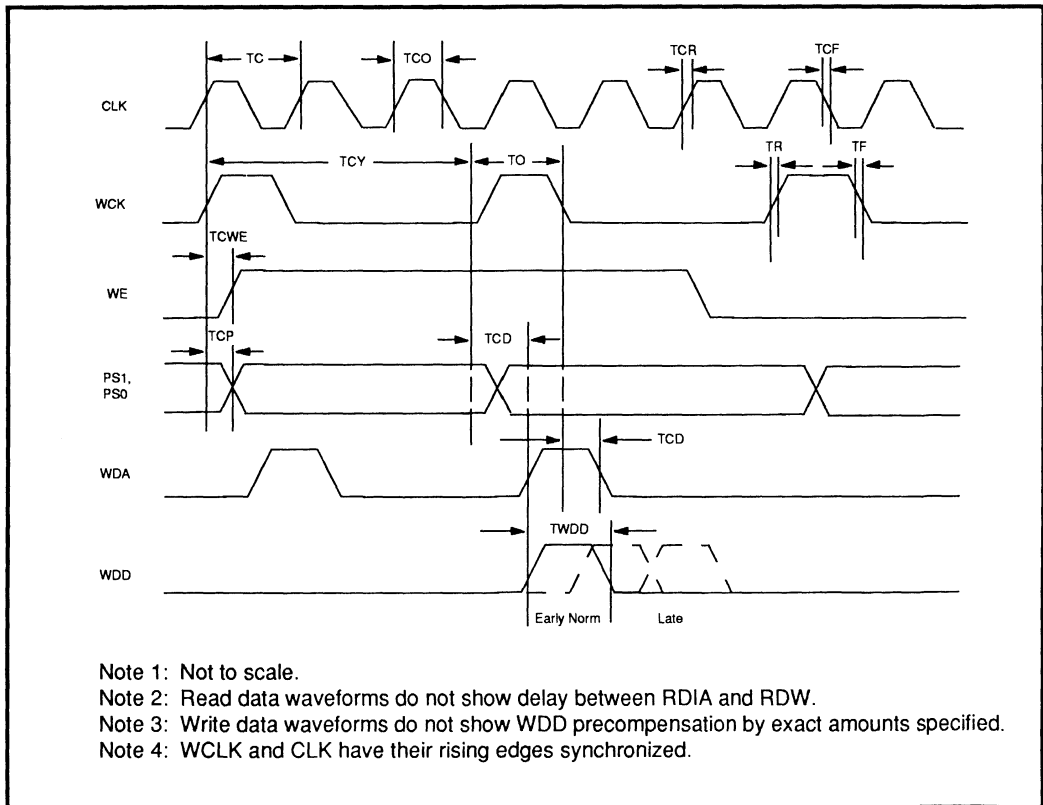 TC
TCO
TCR
TCF
CLK
TCY
TO
TR
TF
WCK
TCWE
WE
TCP
TCD
PS1,
PS0
TCD
WDA
TWDD
WDD
Early Norm
Late
Note 1: Not to scale.
Note 2: Read data waveforms do not show delay between RDIA and RDW.
Note 3: Write data waveforms do not show WDD precompensation by exact amounts specified.
Note 4: WCLK and CLK have their rising edges synchronized.